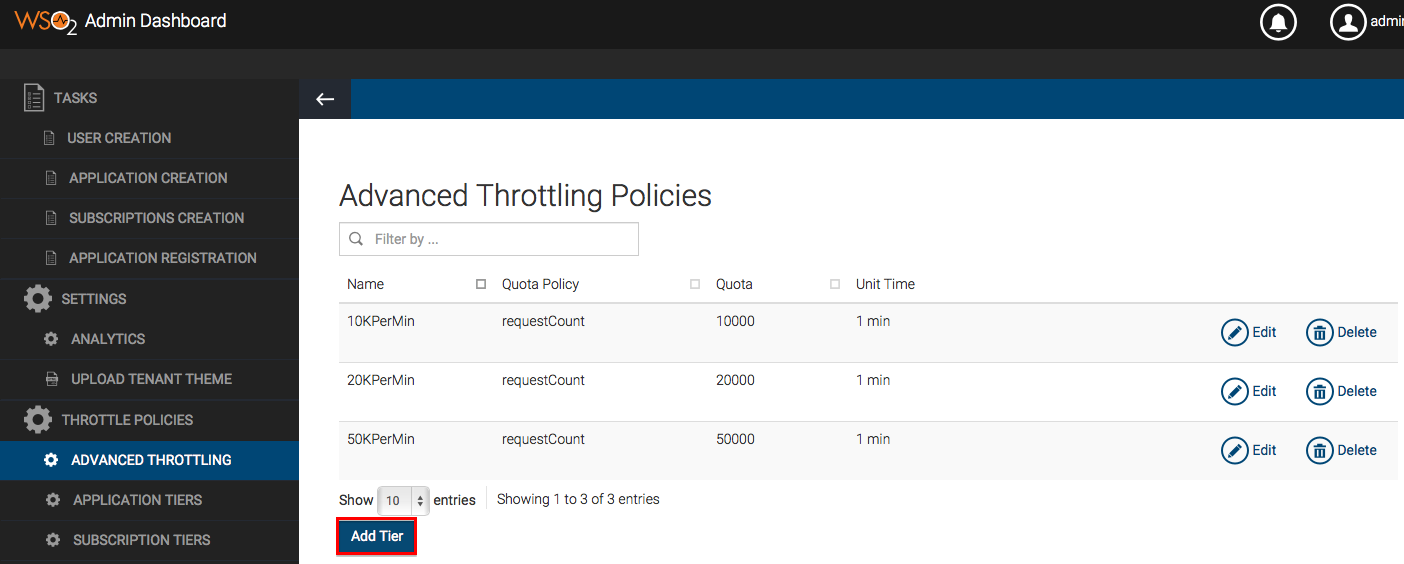 WSO2 Admin Dashboard
admin
TASKS
USER CREATION
APPLICATION CREATION
SUBSCRIPTIONS CREATION
APPLICATION REGISTRATION
SETTINGS
ANALYTICS
UPLOAD TENANT THEME
THROTTLE POLICIES
ADVANCED THROTTLING
APPLICATION TIERS
SUBSCRIPTION TIERS
Advanced Throttling Policies
Filter by ...
Name Quota Policy Quota Unit Time
10KPerMin requestCount 10000 1 min Edit Delete
20KPerMin requestCount 20000 1 min Edit Delete
50KPerMin requestCount 50000 1 min Edit Delete
Show 10 entries Showing 1 to 3 of 3 entries
Add Tier